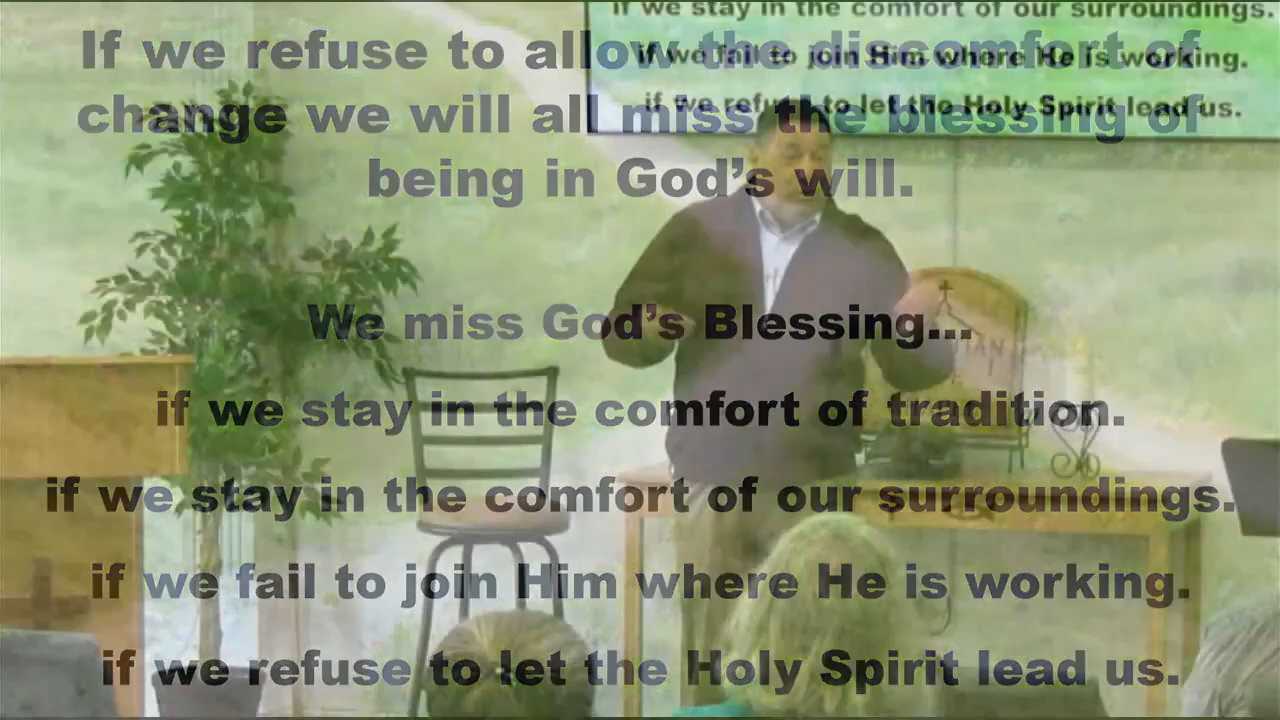 if we stay in the comfort of our surroundings.
if we fail to join Him where He is working.
if we refuse to let the Holy Spirit lead us.
If we refuse to allow the discomfort of
change we will all miss the blessing of
being in God’s will.
We miss God’s Blessing...
if we stay in the comfort of tradition.
if we stay in the comfort of our surroundings.
if we fail to join Him where He is working.
if we refuse to let the Holy Spirit lead us.